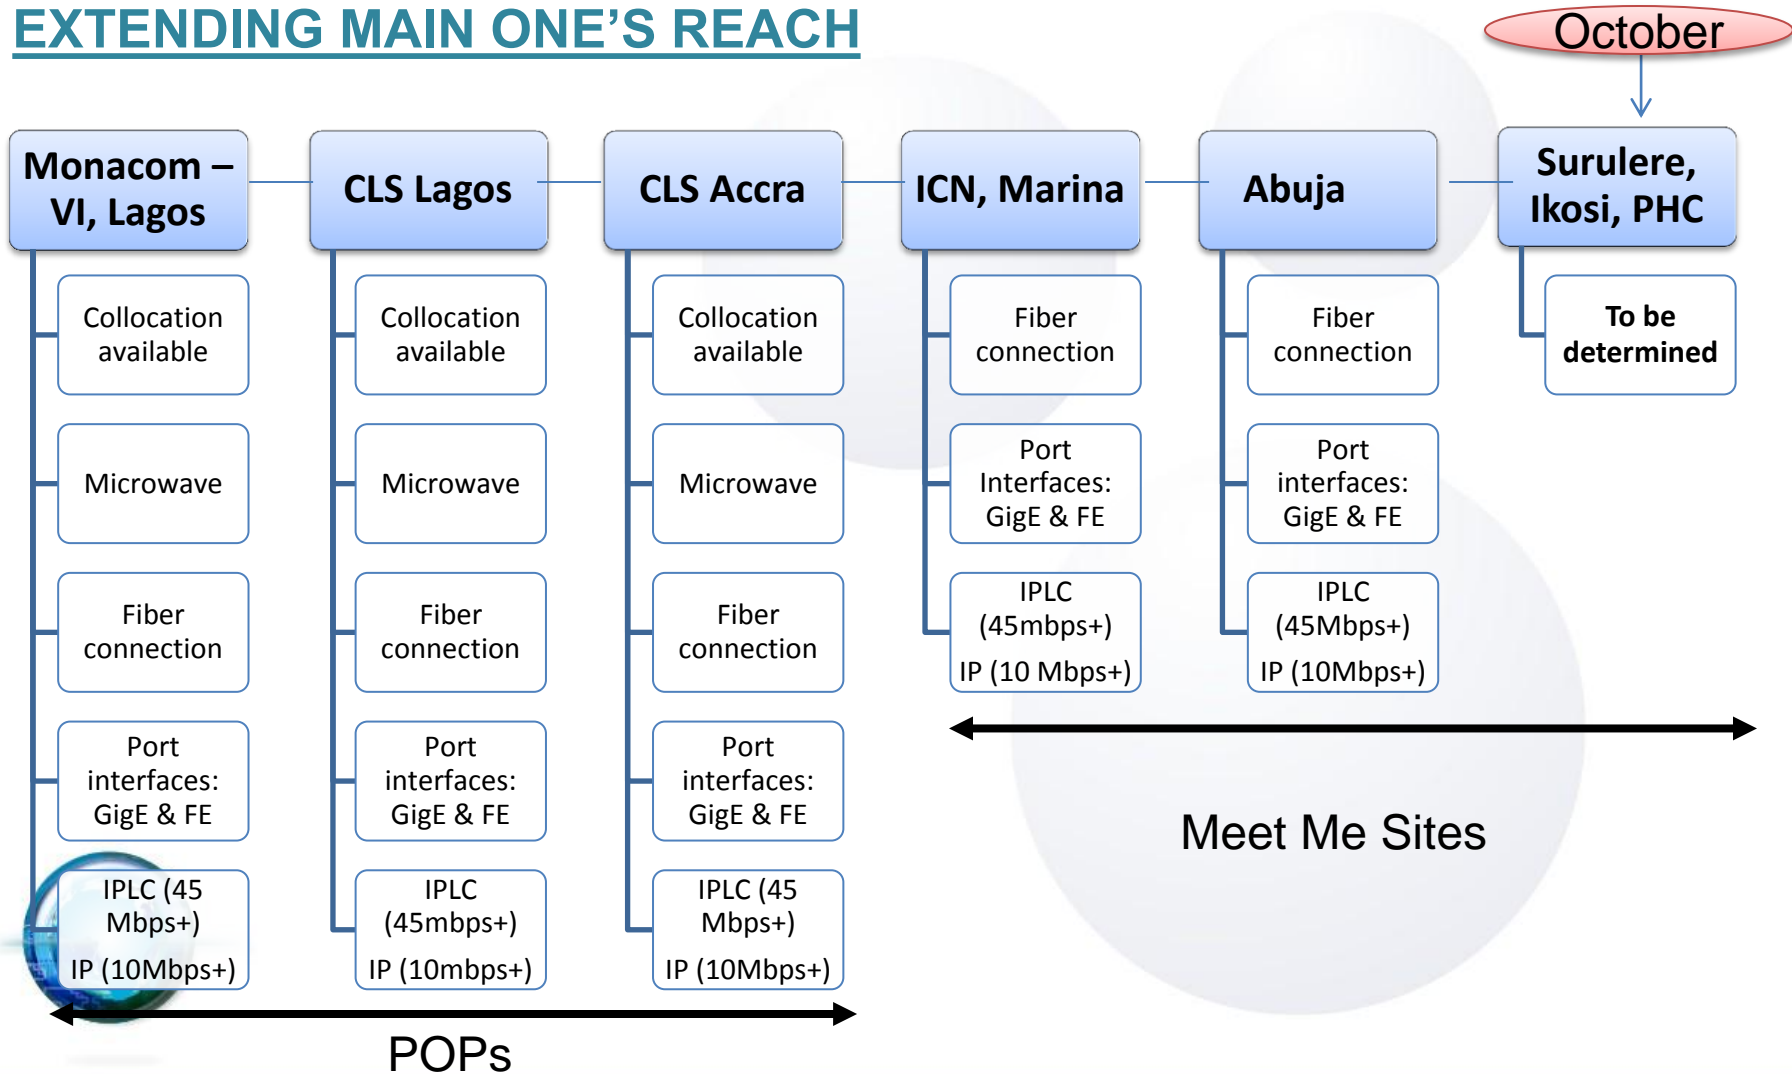 EXTENDING MAIN ONE’S REACH
October
Monacom –
VI, Lagos
Collocation
available
Microwave
Fiber
connection
Port
interfaces:
GigE & FE
IPLC (45
Mbps+)
IP (10Mbps+)
CLS Lagos
Collocation
available
Microwave
Fiber
connection
Port
interfaces:
GigE & FE
IPLC
(45mbps+)
IP (10mbps+)
CLS Accra
Collocation
available
Microwave
Fiber
connection
Port
interfaces:
GigE & FE
IPLC (45
Mbps+)
IP (10Mbps+)
POPs
ICN, Marina
Fiber
connection
Port
Interfaces:
GigE & FE
IPLC
(45mbps+)
IP (10 Mbps+)
Abuja
Fiber
connection
Port
interfaces:
GigE & FE
IPLC
(45Mbps+)
IP (10Mbps+)
Surulere,
Ikosi, PHC
To be
determined
Meet Me Sites